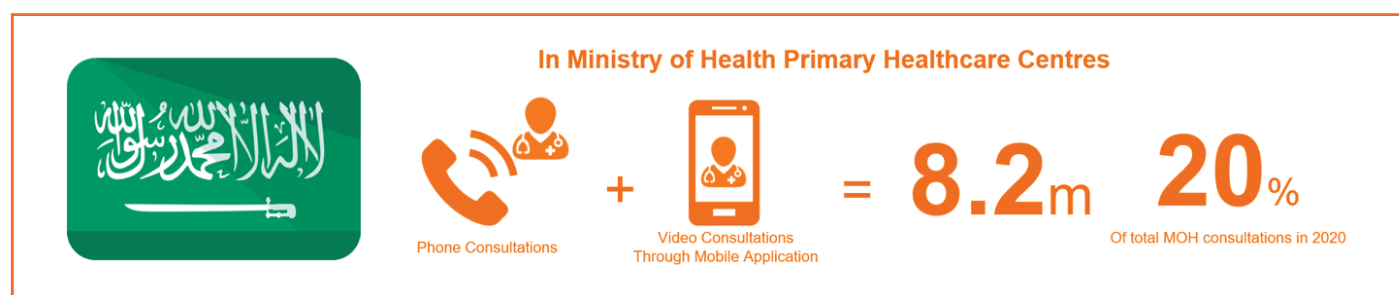 لا إله إلا الله محمد رسول الله
In Ministry of Health Primary Healthcare Centres
Phone Consultations
+
Video Consultations
Through Mobile Application
=
8.2m
20%
Of total MOH consultations in 2020